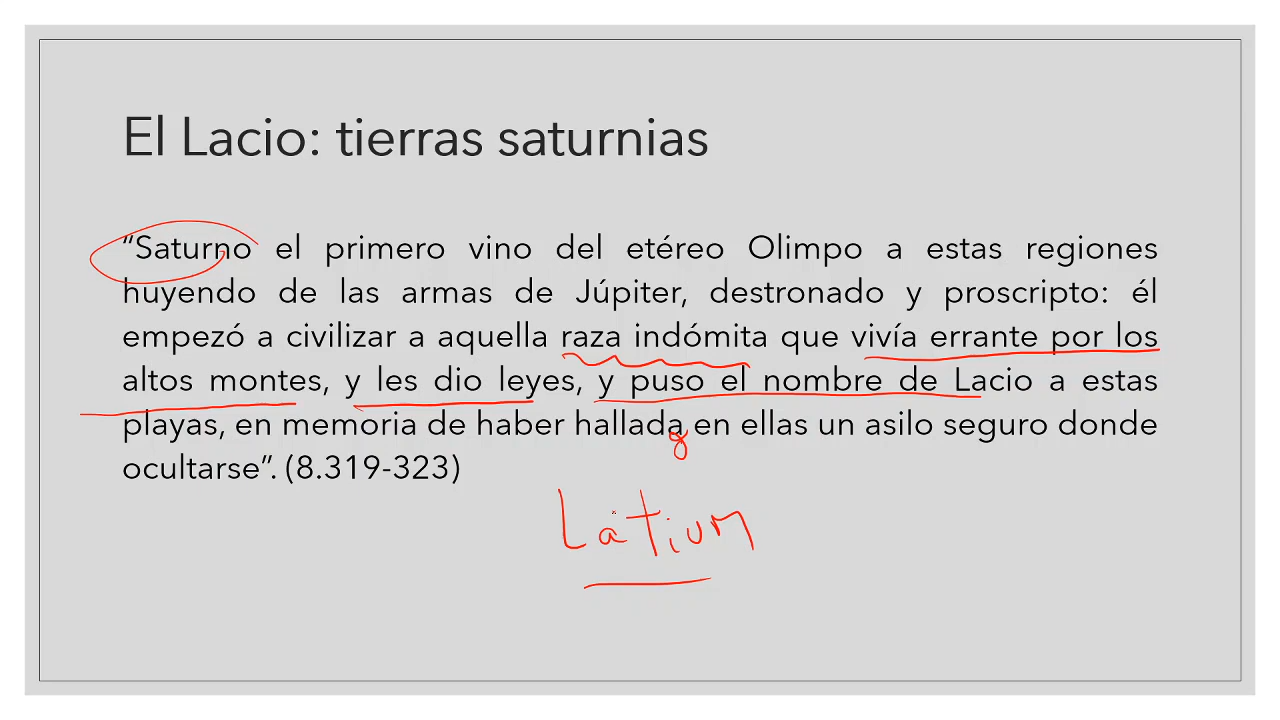 El Lacio: tierras saturnias
“Saturno el primero vino del etéreo Olimpo a estas regiones
huyendo de las armas de Júpiter, destronado y proscripto: él
empezó a civilizar a aquella raza indómita que vivía errante por los
altos montes, y les dio leyes, y puso el nombre de Lacio a estas
playas, en memoria de haber hallada en ellas un asilo seguro donde
ocultarse”. (8.319-323)
Latium